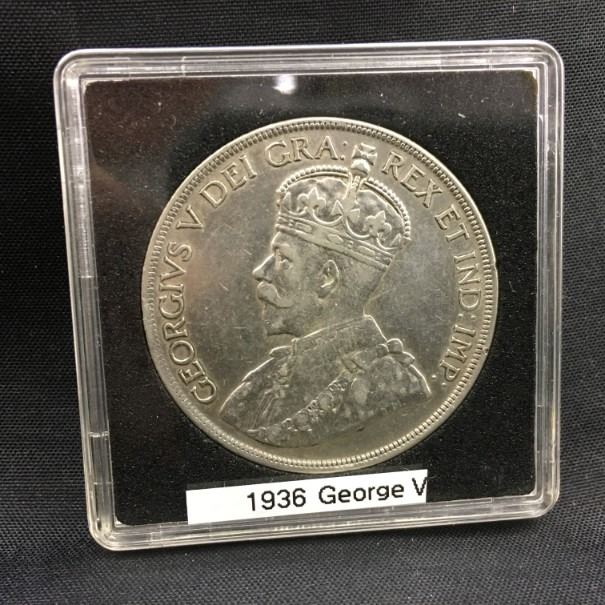 GEORGIVS V DEI GRA: REX ET IND: IMP.
1936 George V